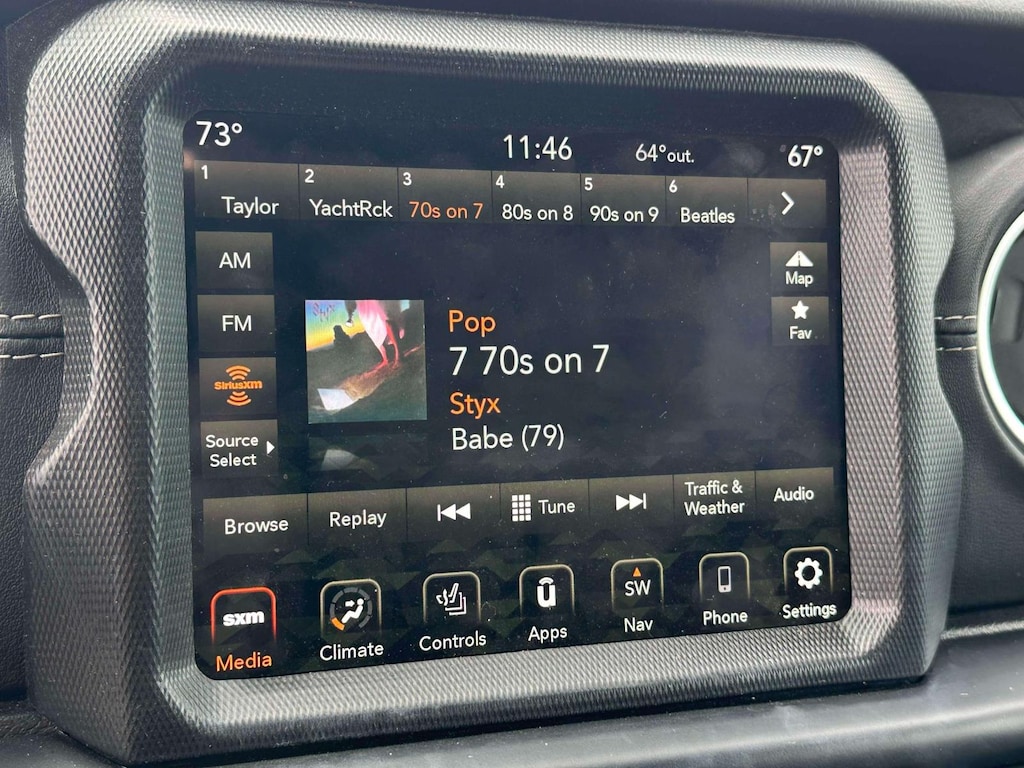 73°
11:46
64°out.
67°
1 Taylor
2 YachtRck
3 70s on 7
4 80s on 8
5 90s on 9
6 Beatles
AM
Map
FM
Fav
SiriusXM
Source
Select
Pop
7 70s on 7
Styx
Babe (79)
Browse
Replay
Tune
Traffic &
Weather
Audio
sxm
Media
Climate
Controls
Apps
SW
Nav
Phone
Settings